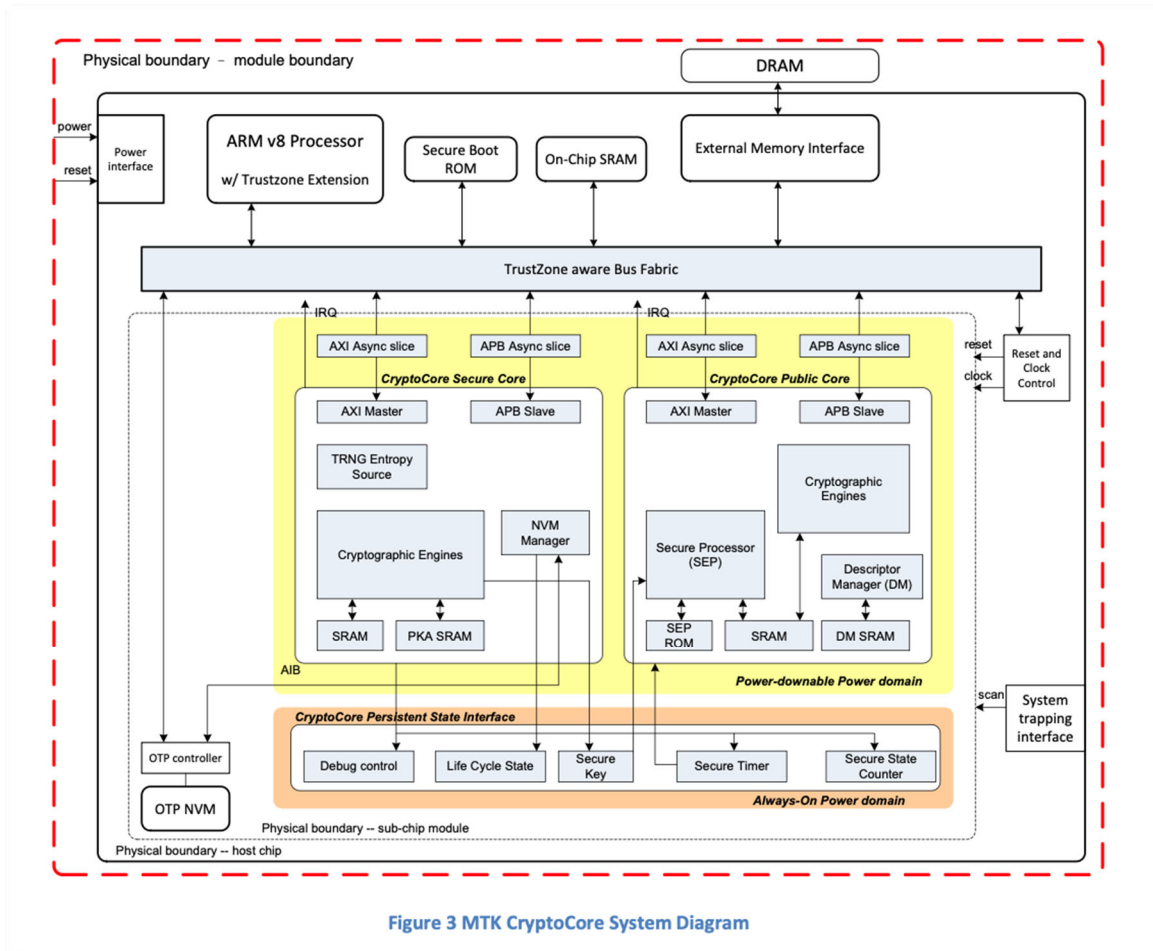 Physical boundary – module boundary
DRAM
power
reset
Power
interface
ARM v8 Processor
w/ Trustzone Extension
Secure Boot
ROM
On-Chip SRAM
External Memory Interface
TrustZone aware Bus Fabric
IRQ
IRQ
AXI Async slice
APB Async slice
AXI Async slice
APB Async slice
reset
clock
Reset and
Clock
Control
CryptoCore Secure Core
CryptoCore Public Core
AXI Master
APB Slave
AXI Master
APB Slave
TRNG Entropy
Source
Cryptographic
Engines
Cryptographic Engines
NVM
Manager
Secure Processor
(SEP)
Descriptor
Manager (DM)
SRAM
PKA SRAM
SEP
ROM
SRAM
DM SRAM
AIB
Power-downable Power domain
scan
System
trapping
interface
CryptoCore Persistent State Interface
OTP controller
Debug control
Life Cycle State
Secure
Key
Secure Timer
Secure State
Counter
OTP NVM
Always-On Power domain
Physical boundary -- sub-chip module
Physical boundary -- host chip
Figure 3 MTK CryptoCore System Diagram